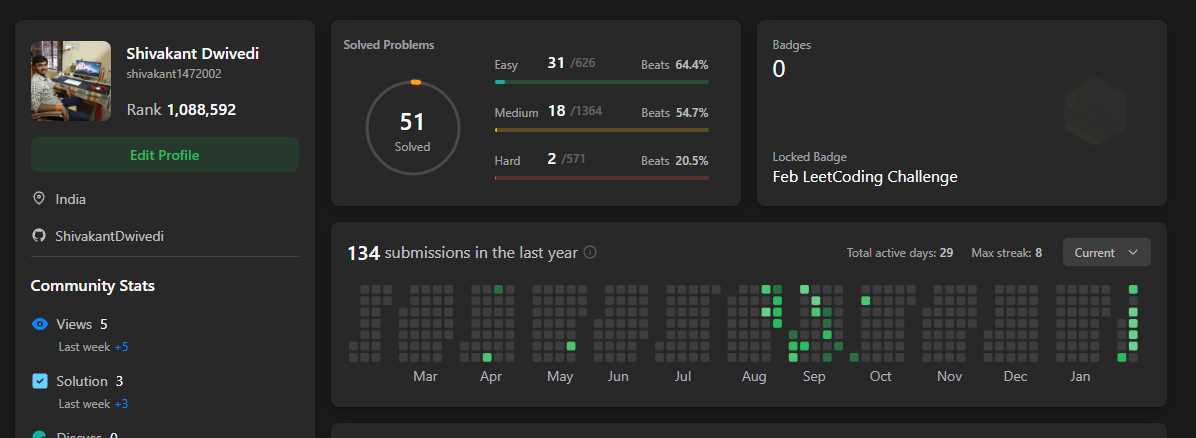 Shivakant Dwivedi
shivakant1472002
Rank 1,088,592
Edit Profile
India
ShivakantDwivedi
Community Stats
Views 5
Last week +5
Solution 3
Last week +3
Discuss 0
Solved Problems
51
Solved
Easy 31 /626 Beats 64.4%
Medium 18 /1364 Beats 54.7%
Hard 2 /571 Beats 20.5%
Badges
0
Locked Badge
Feb LeetCoding Challenge
134 submissions in the last year
Total active days: 29 Max streak: 8 Current
Mar Apr May Jun Jul Aug Sep Oct Nov Dec Jan